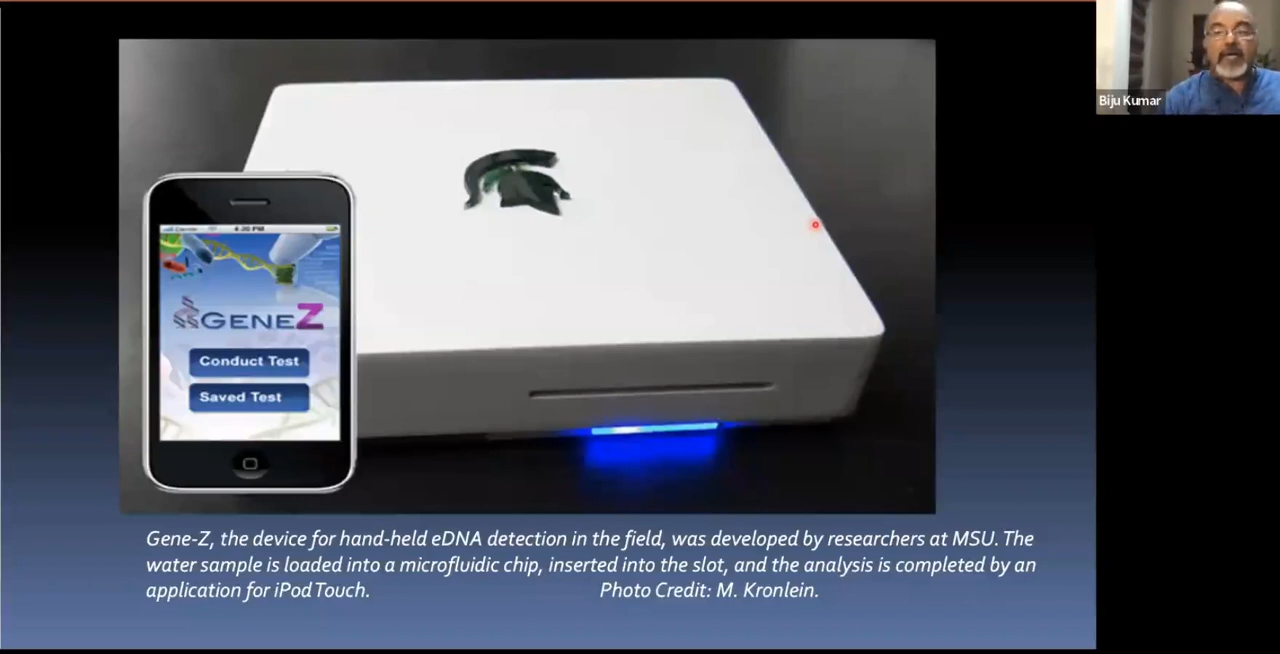 Biju Kumar
4:20 PM
GENEZ
Conduct Test
Saved Test
Gene-Z, the device for hand-held eDNA detection in the field, was developed by researchers at MSU. The
water sample is loaded into a microfluidic chip, inserted into the slot, and the analysis is completed by an
application for iPod Touch. Photo Credit: M. Kronlein.